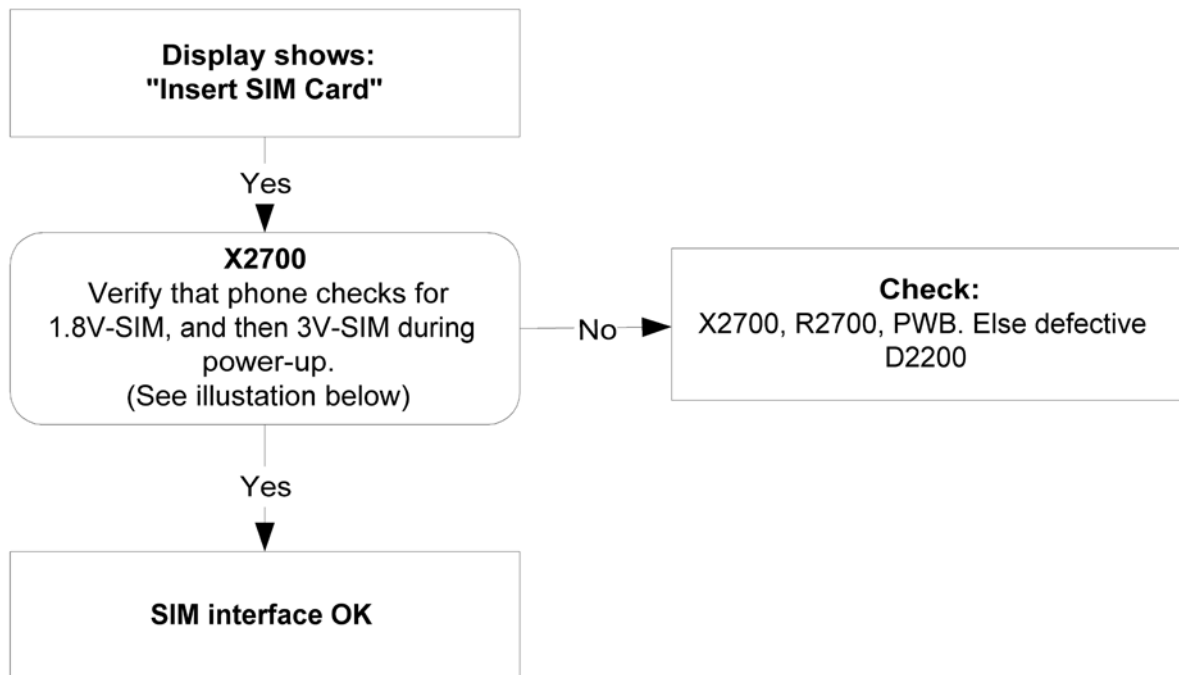 Display shows:
"Insert SIM Card"
Yes
X2700
Verify that phone checks for
1.8V-SIM, and then 3V-SIM during
power-up.
(See illustation below)
No
Check:
X2700, R2700, PWB. Else defective
D2200
Yes
SIM interface OK